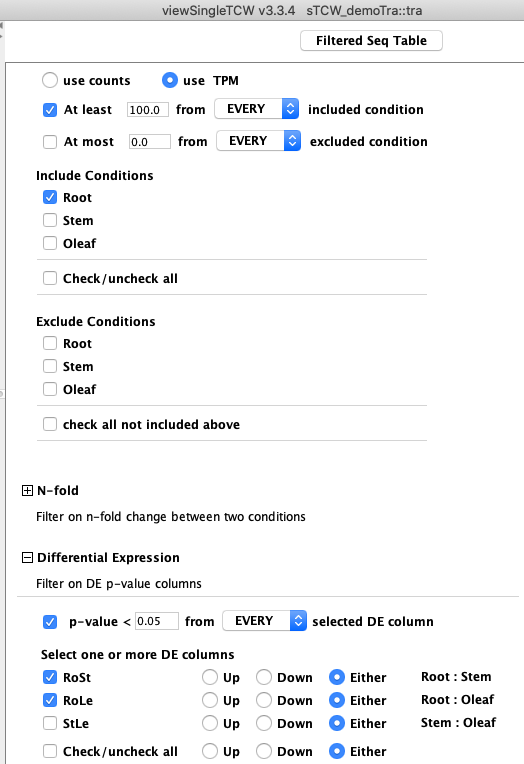 viewSingleTCW v3.3.4 sTCW_demoTra::tra
Filtered Seq Table
use counts use TPM
At least 100.0 from EVERY included condition
At most 0.0 from EVERY excluded condition
Include Conditions
Root
Stem
Oleaf
Check/uncheck all
Exclude Conditions
Root
Stem
Oleaf
check all not included above
N-fold
Filter on n-fold change between two conditions
Differential Expression
Filter on DE p-value columns
p-value < 0.05 from EVERY selected DE column
Select one or more DE columns
RoSt Up Down Either Root : Stem
RoLe Up Down Either Root : Oleaf
StLe Up Down Either Stem : Oleaf
Check/uncheck all Up Down Either